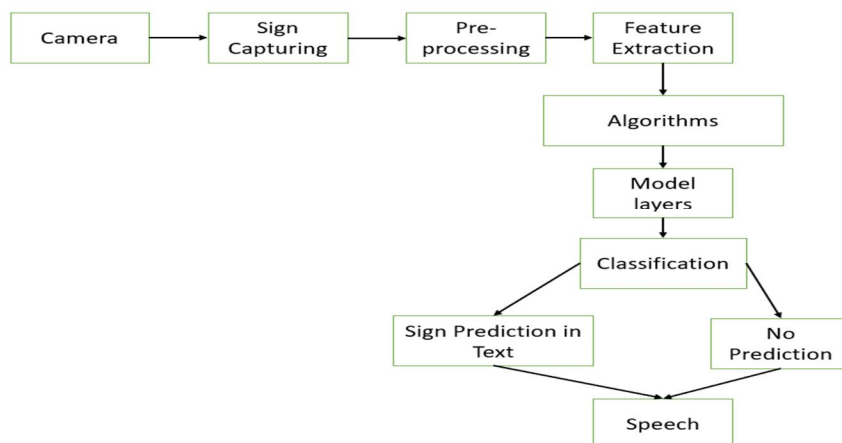 Camera
Sign
Capturing
Pre-
processing
Feature
Extraction
Algorithms
Model
layers
Classification
Sign Prediction in
Text
No
Prediction
Speech